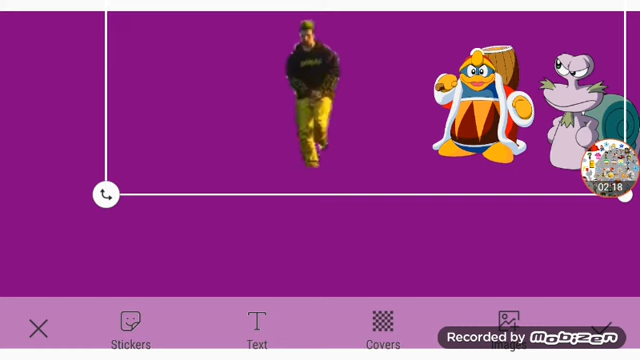 02:18
Stickers
Text
Covers
Images
Recorded by
MOBIZEN